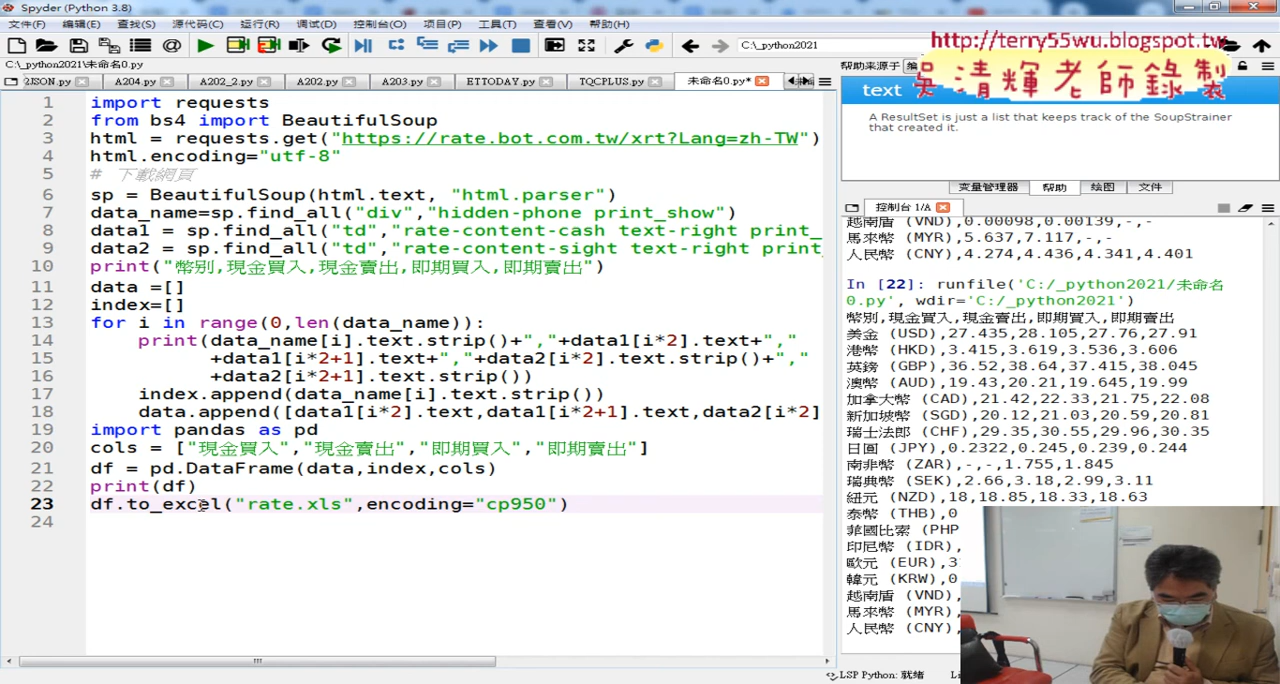 Spyder (Python 3.8)
文件(F) 编辑(E) 查找(S) 源代码(C) 运行(R) 调试(D) 控制台(O) 项目(P) 工具(T) 查看(V) 帮助(H)
C:\_python2021
http://terry55wu.blogspot.tw
吳清輝老師錄製
C:\_python2021\未命名0.py
帮助来源于
2JSON.py A204.py A202_2.py A202.py A203.py ETTODAY.py TQCPLUS.py 未命名0.py*
text
A ResultSet is just a list that keeps track of the SoupStrainer
that created it.
变量管理器 帮助 绘图 文件
控制台 1/A
1 import requests
2 from bs4 import BeautifulSoup
3 html = requests.get("https://rate.bot.com.tw/xrt?Lang=zh-TW")
4 html.encoding="utf-8"
5 # 下載網頁
6 sp = BeautifulSoup(html.text, "html.parser")
7 data_name=sp.find_all("div","hidden-phone print_show")
8 data1 = sp.find_all("td","rate-content-cash text-right print_
9 data2 = sp.find_all("td","rate-content-sight text-right print
10 print("幣別,現金買入,現金賣出,即期買入,即期賣出")
11 data =[]
12 index=[]
13 for i in range(0,len(data_name)):
14 print(data_name[i].text.strip()+","+data1[i*2].text+","
15 +data1[i*2+1].text+","+data2[i*2].text.strip()+","
16 +data2[i*2+1].text.strip())
17 index.append(data_name[i].text.strip())
18 data.append([data1[i*2].text,data1[i*2+1].text,data2[i*2]
19 import pandas as pd
20 cols = ["現金買入","現金賣出","即期買入","即期賣出"]
21 df = pd.DataFrame(data,index,cols)
22 print(df)
23 df.to_excel("rate.xls",encoding="cp950")
24
越南盾 (VND),0.00098,0.00139,-,-
馬來幣 (MYR),5.637,7.117,-,-
人民幣 (CNY),4.274,4.436,4.341,4.401
In [22]: runfile('C:/_python2021/未命名
0.py', wdir='C:/_python2021')
幣別,現金買入,現金賣出,即期買入,即期賣出
美金 (USD),27.435,28.105,27.76,27.91
港幣 (HKD),3.415,3.619,3.536,3.606
英鎊 (GBP),36.52,38.64,37.415,38.045
澳幣 (AUD),19.43,20.21,19.645,19.99
加拿大幣 (CAD),21.42,22.33,21.75,22.08
新加坡幣 (SGD),20.12,21.03,20.59,20.81
瑞士法郎 (CHF),29.35,30.55,29.96,30.35
日圓 (JPY),0.2322,0.245,0.239,0.244
南非幣 (ZAR),-,-,1.755,1.845
瑞典幣 (SEK),2.66,3.18,2.99,3.11
紐元 (NZD),18,18.85,18.33,18.63
泰幣 (THB),0
菲國比索 (PHP
印尼幣 (IDR),
歐元 (EUR),3
韓元 (KRW),0
越南盾 (VND),
馬來幣 (MYR),
人民幣 (CNY),
LSP Python: 就绪